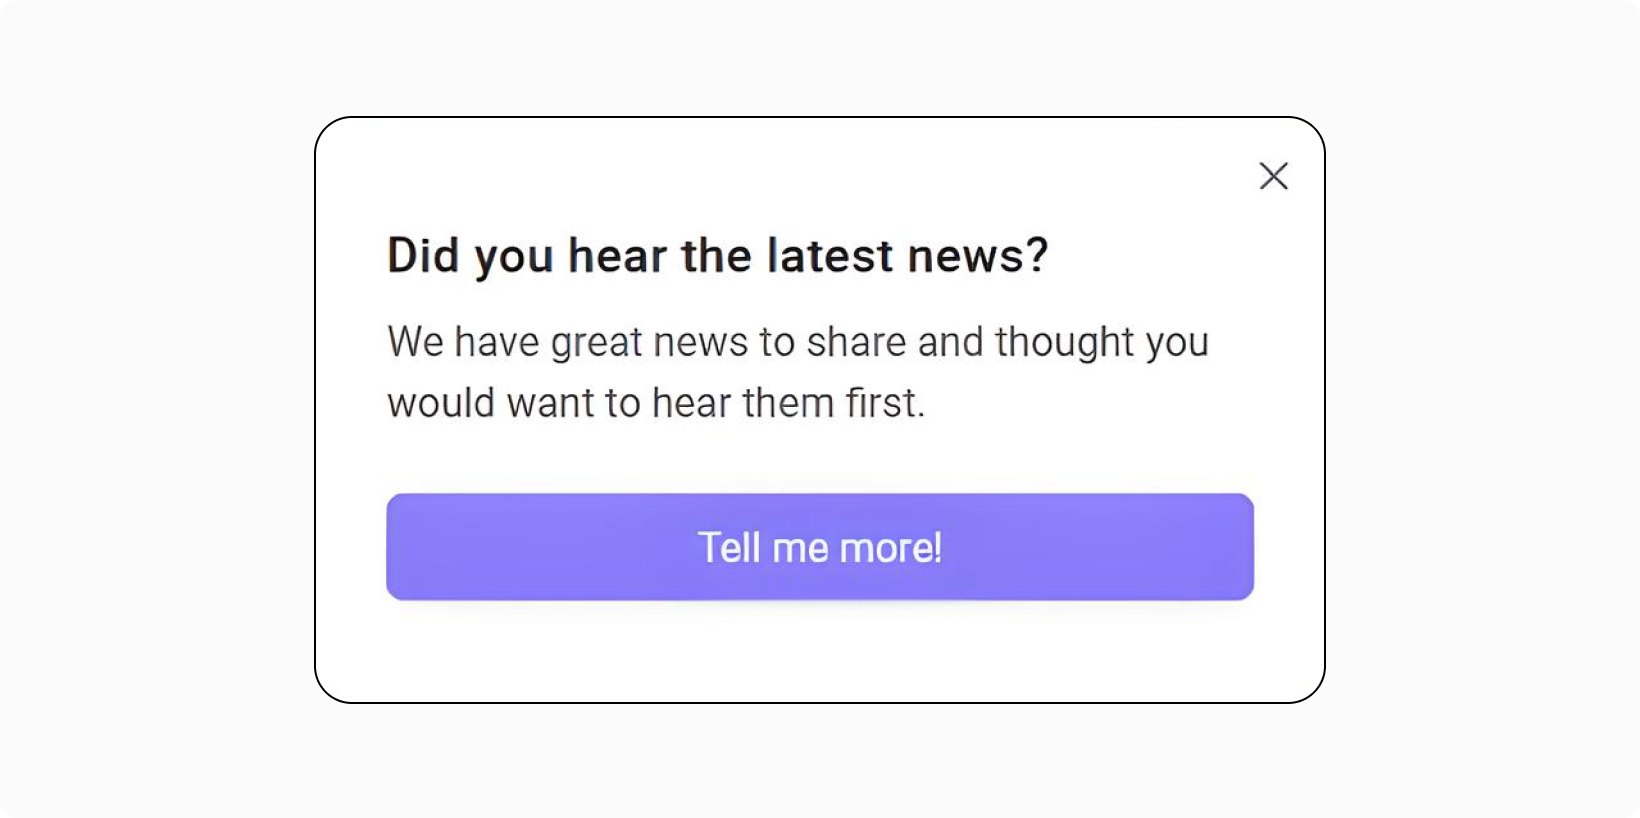 Did you hear the latest news?
We have great news to share and thought you
would want to hear them first.
Tell me more!